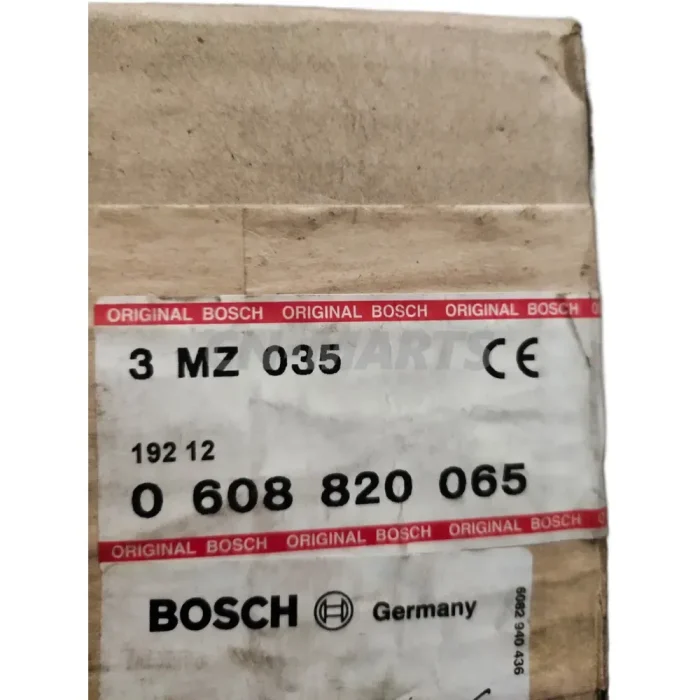 ORIGINAL BOSCH ORIGINAL BOSCH ORIGINAL BOSCH O
3 MZ 035 CE
192 12
0 608 820 065
ORIGINAL BOSCH ORIGINAL BOSCH ORIGINAL BOSCH
BOSCH Germany
6082 940 436